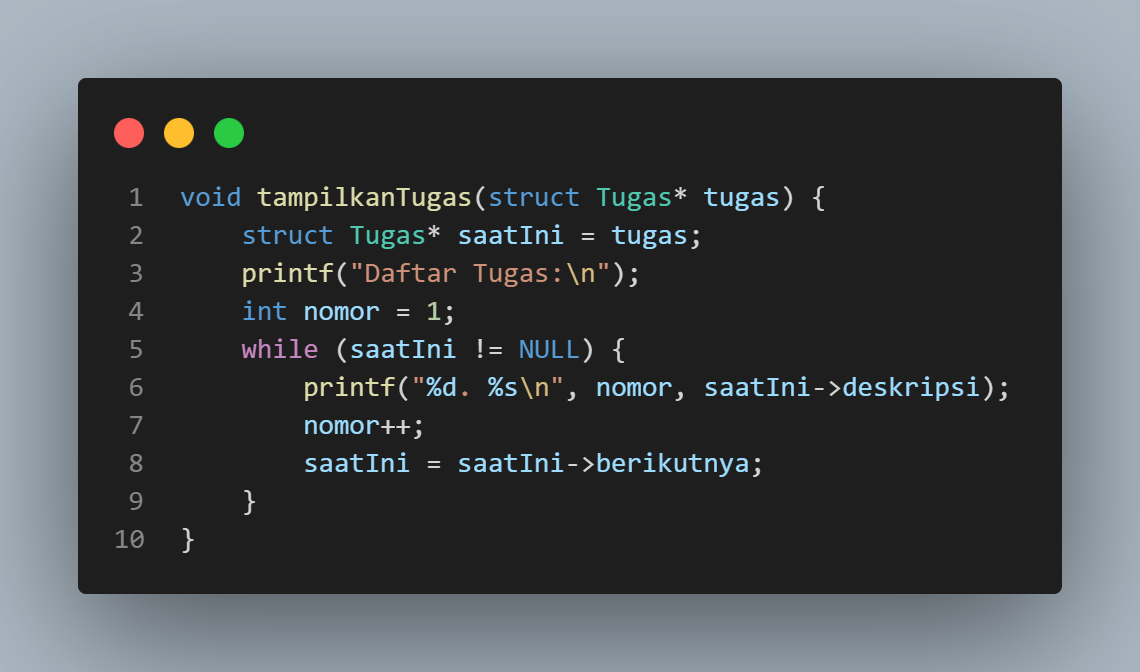 1 void tampilkanTugas(struct Tugas* tugas) {
2     struct Tugas* saatIni = tugas;
3     printf("Daftar Tugas:\n");
4     int nomor = 1;
5     while (saatIni != NULL) {
6         printf("%d. %s\n", nomor, saatIni->deskripsi);
7         nomor++;
8         saatIni = saatIni->berikutnya;
9     }
10 }